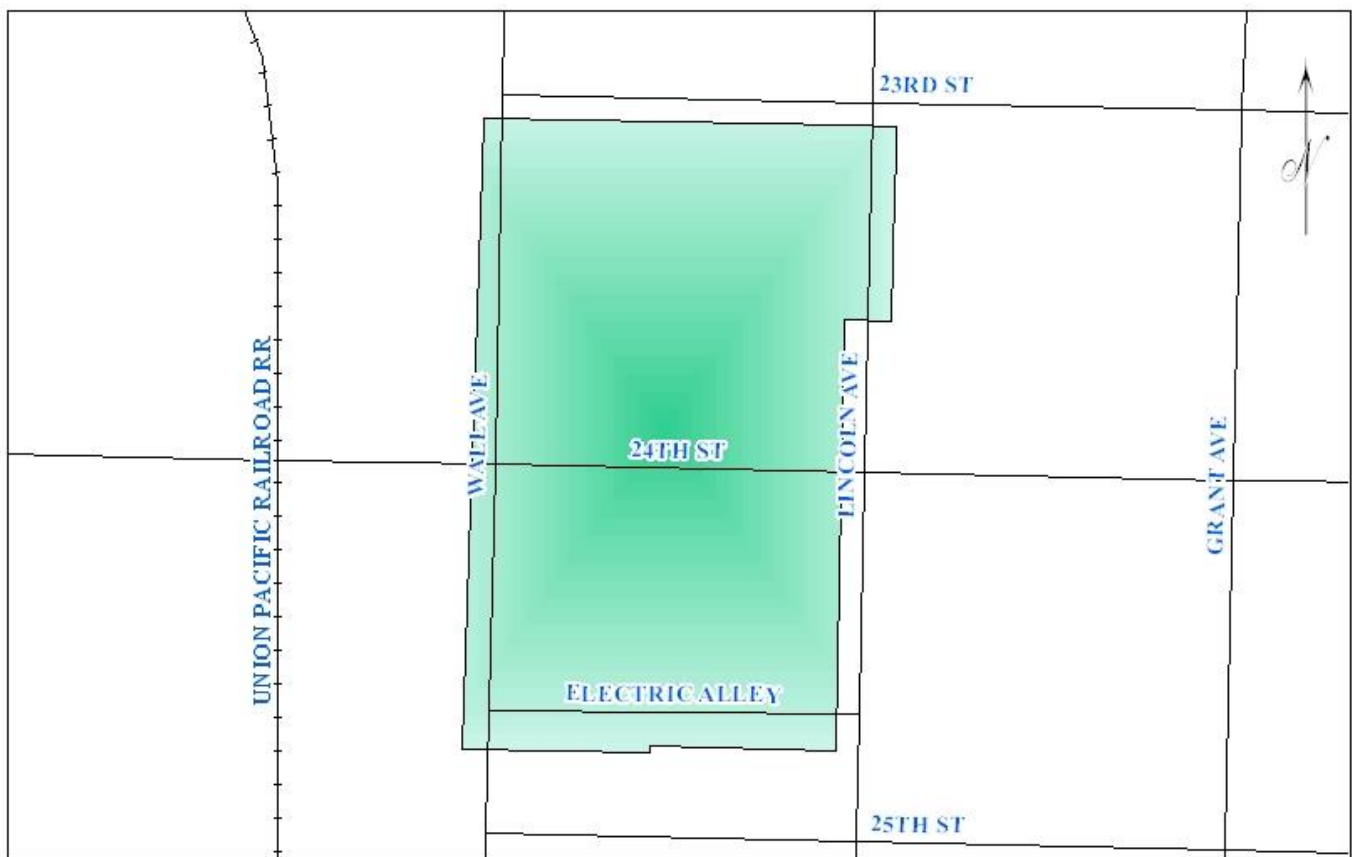 23RD ST
N
UNION PACIFIC RAILROAD RR
WALL AVE
24TH ST
LINCOLN AVE
GRANT AVE
ELECTRIC ALLEY
25TH ST